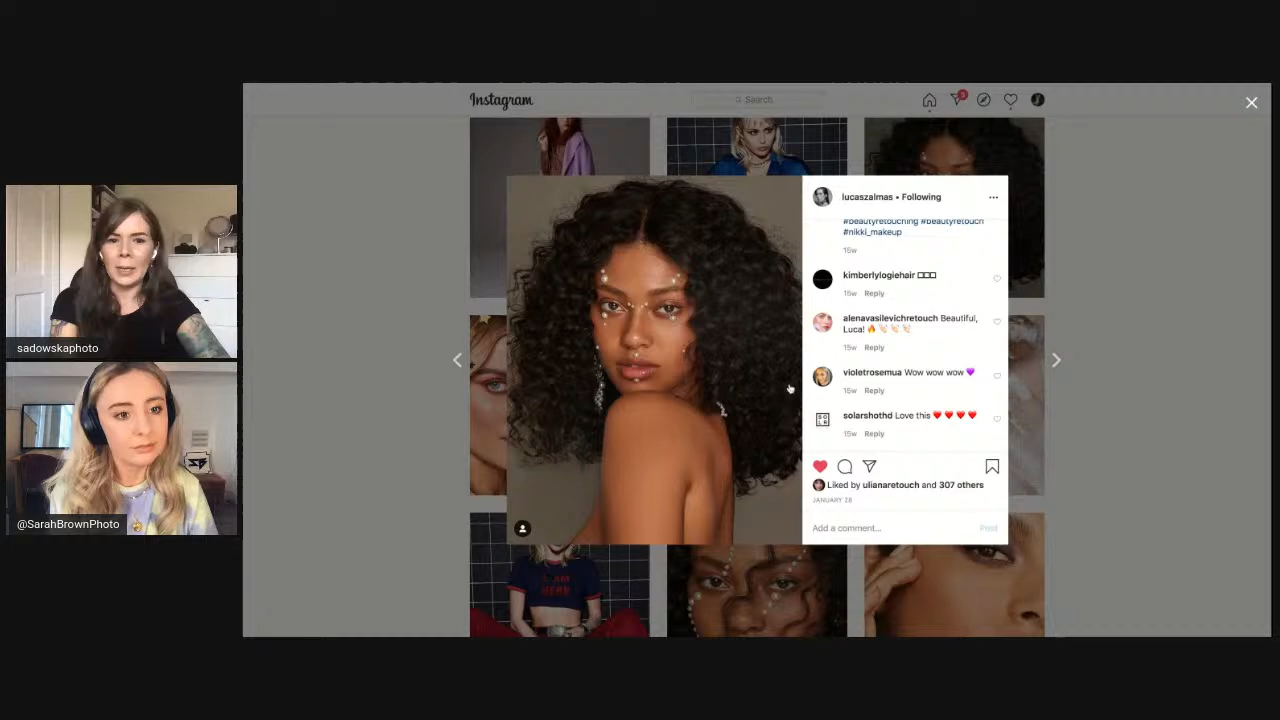 Instagram
Search
3
lucaszalmas • Following
#beautyretouching #beautyretouch
#nikki_makeup
15w
kimberlylogiehair
15w Reply
alenavasilevichretouch Beautiful,
Luca! 🔥 👏🏻 👏🏻 👏🏻
15w Reply
violetrosemua Wow wow wow 💜
15w Reply
solarshothd Love this ❤️ ❤️ ❤️ ❤️
15w Reply
Liked by ulianaretouch and 307 others
JANUARY 28
Add a comment...
Post
sadowskaphoto
@SarahBrownPhoto
I AM